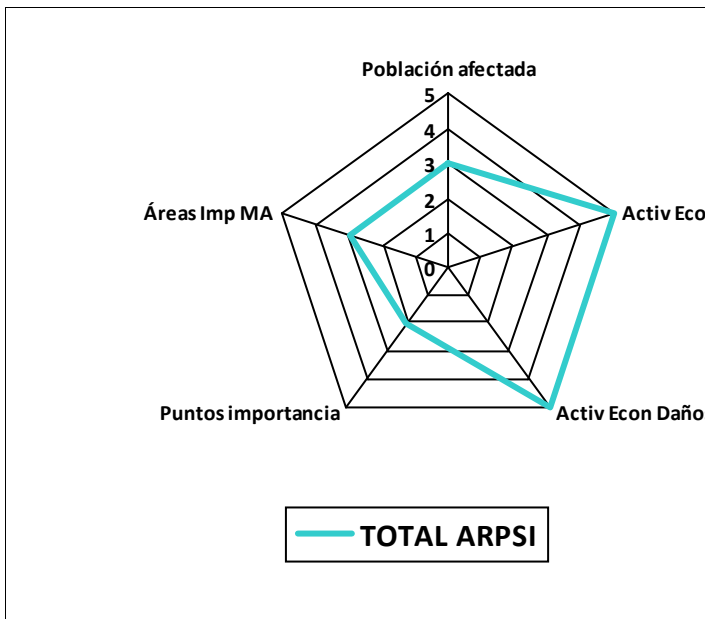 Población afectada
5
4
3
2
1
0
Áreas Imp MA
Activ Eco
Puntos importancia
Activ Econ Daño
TOTAL ARPSI